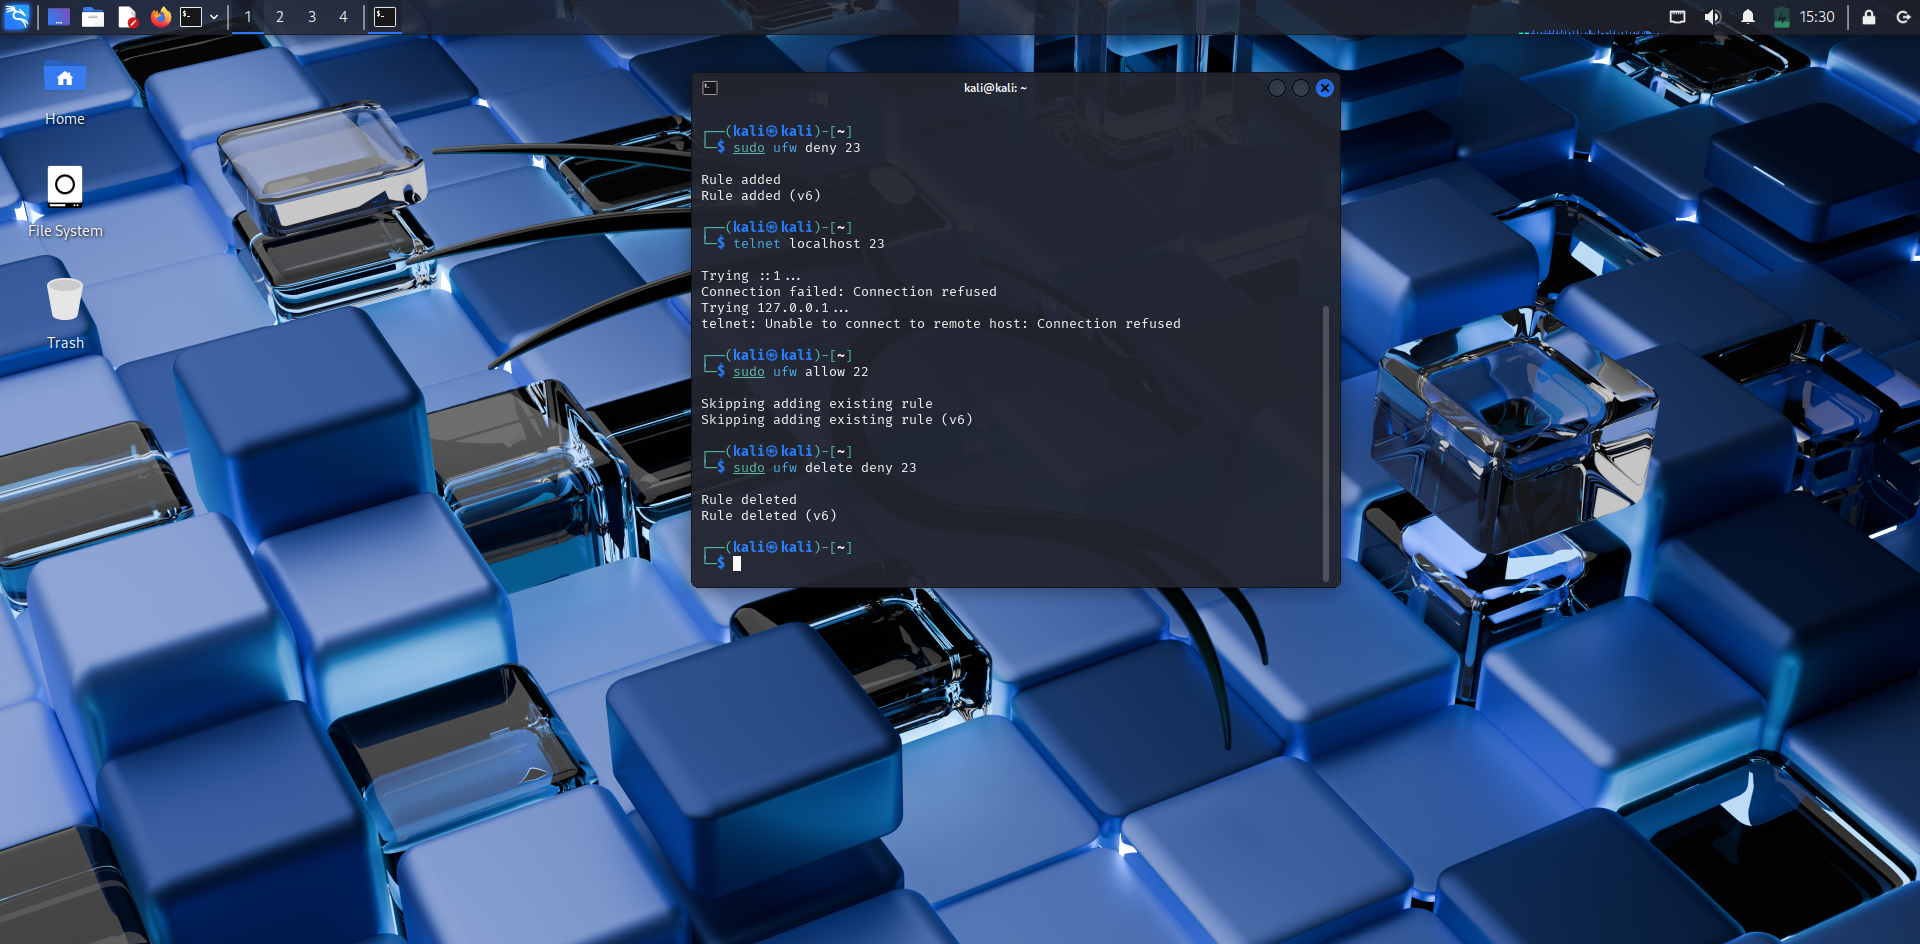 1 2 3 4
15:30
Home
File System
Trash
kali@kali: ~
┌──(kali㉿kali)-[~]
└─$ sudo ufw deny 23
Rule added
Rule added (v6)
┌──(kali㉿kali)-[~]
└─$ telnet localhost 23
Trying ::1...
Connection failed: Connection refused
Trying 127.0.0.1...
telnet: Unable to connect to remote host: Connection refused
┌──(kali㉿kali)-[~]
└─$ sudo ufw allow 22
Skipping adding existing rule
Skipping adding existing rule (v6)
┌──(kali㉿kali)-[~]
└─$ sudo ufw delete deny 23
Rule deleted
Rule deleted (v6)
┌──(kali㉿kali)-[~]
└─$